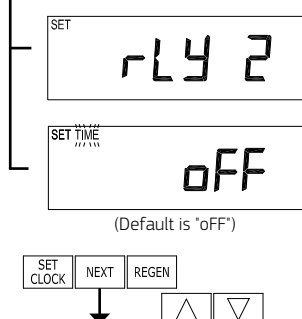 SET
rLY 2
SET TIME
oFF
(Default is "oFF")
SET CLOCK
NEXT
REGEN